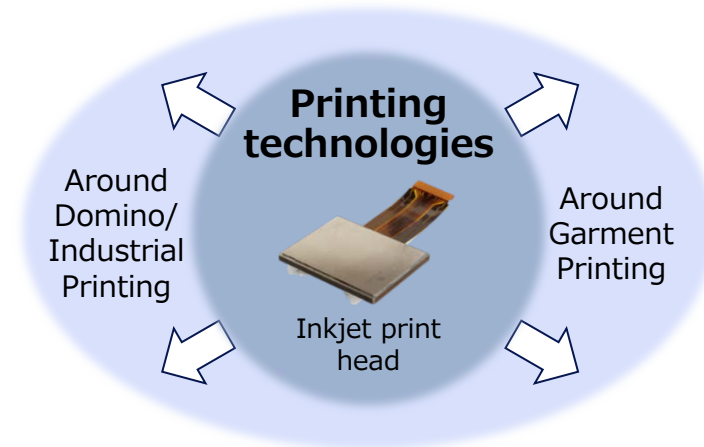 Printing
technologies
Around
Domino/
Industrial
Printing
Around
Garment
Printing
Inkjet print
head